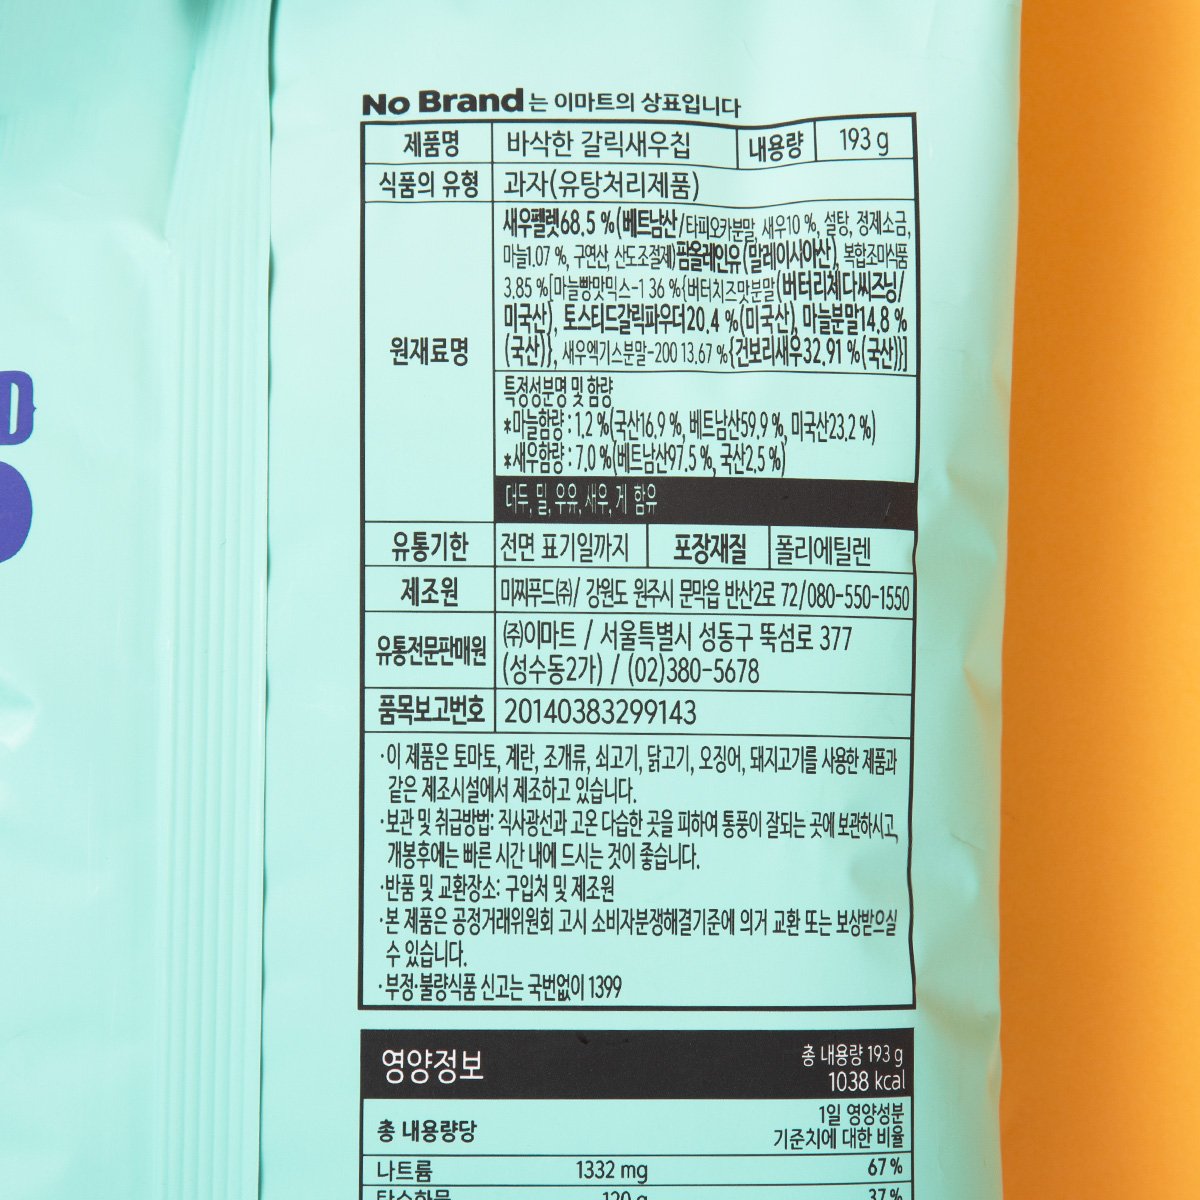 No Brand는 이마트의 상표입니다
제품명 바삭한 갈릭새우칩 내용량 193 g
식품의 유형 과자(유탕처리제품)
원재료명
새우펠렛68.5 %(베트남산/타피오카분말, 새우10 %, 설탕, 정제소금,
마늘1.07 %, 구연산, 산도조절제)팜올레인유(말레이시아산), 복합조미식품
3.85 %[마늘빵맛믹스-1 36 %{버터치즈맛분말(버터리체다씨즈닝/
미국산), 토스티드갈릭파우더20.4 %(미국산), 마늘분말14.8 %
(국산)}, 새우엑기스분말-200 13.67 %{건보리새우32.91 %(국산)}]
특정성분명 및 함량
*마늘함량 : 1.2 %(국산16.9 %, 베트남산59.9 %, 미국산23.2 %)
*새우함량 : 7.0 %(베트남산97.5 %, 국산2.5 %)
대두, 밀, 우유, 새우, 게 함유
유통기한 전면 표기일까지 포장재질 폴리에틸렌
제조원 미찌푸드(주)/ 강원도 원주시 문막읍 반산2로 72/080-550-1550
유통전문판매원
(주)이마트 / 서울특별시 성동구 뚝섬로 377
(성수동2가) / (02)380-5678
품목보고번호 20140383299143
·이 제품은 토마토, 계란, 조개류, 쇠고기, 닭고기, 오징어, 돼지고기를 사용한 제품과
같은 제조시설에서 제조하고 있습니다.
·보관 및 취급방법: 직사광선과 고온 다습한 곳을 피하여 통풍이 잘되는 곳에 보관하시고,
개봉후에는 빠른 시간 내에 드시는 것이 좋습니다.
·반품 및 교환장소: 구입처 및 제조원
·본 제품은 공정거래위원회 고시 소비자분쟁해결기준에 의거 교환 또는 보상받으실
수 있습니다.
·부정·불량식품 신고는 국번없이 1399
영양정보
총 내용량 193 g
1038 kcal
총 내용량당
1일 영양성분
기준치에 대한 비율
나트륨 1332 mg 67 %
탄수화물 120 g 37 %